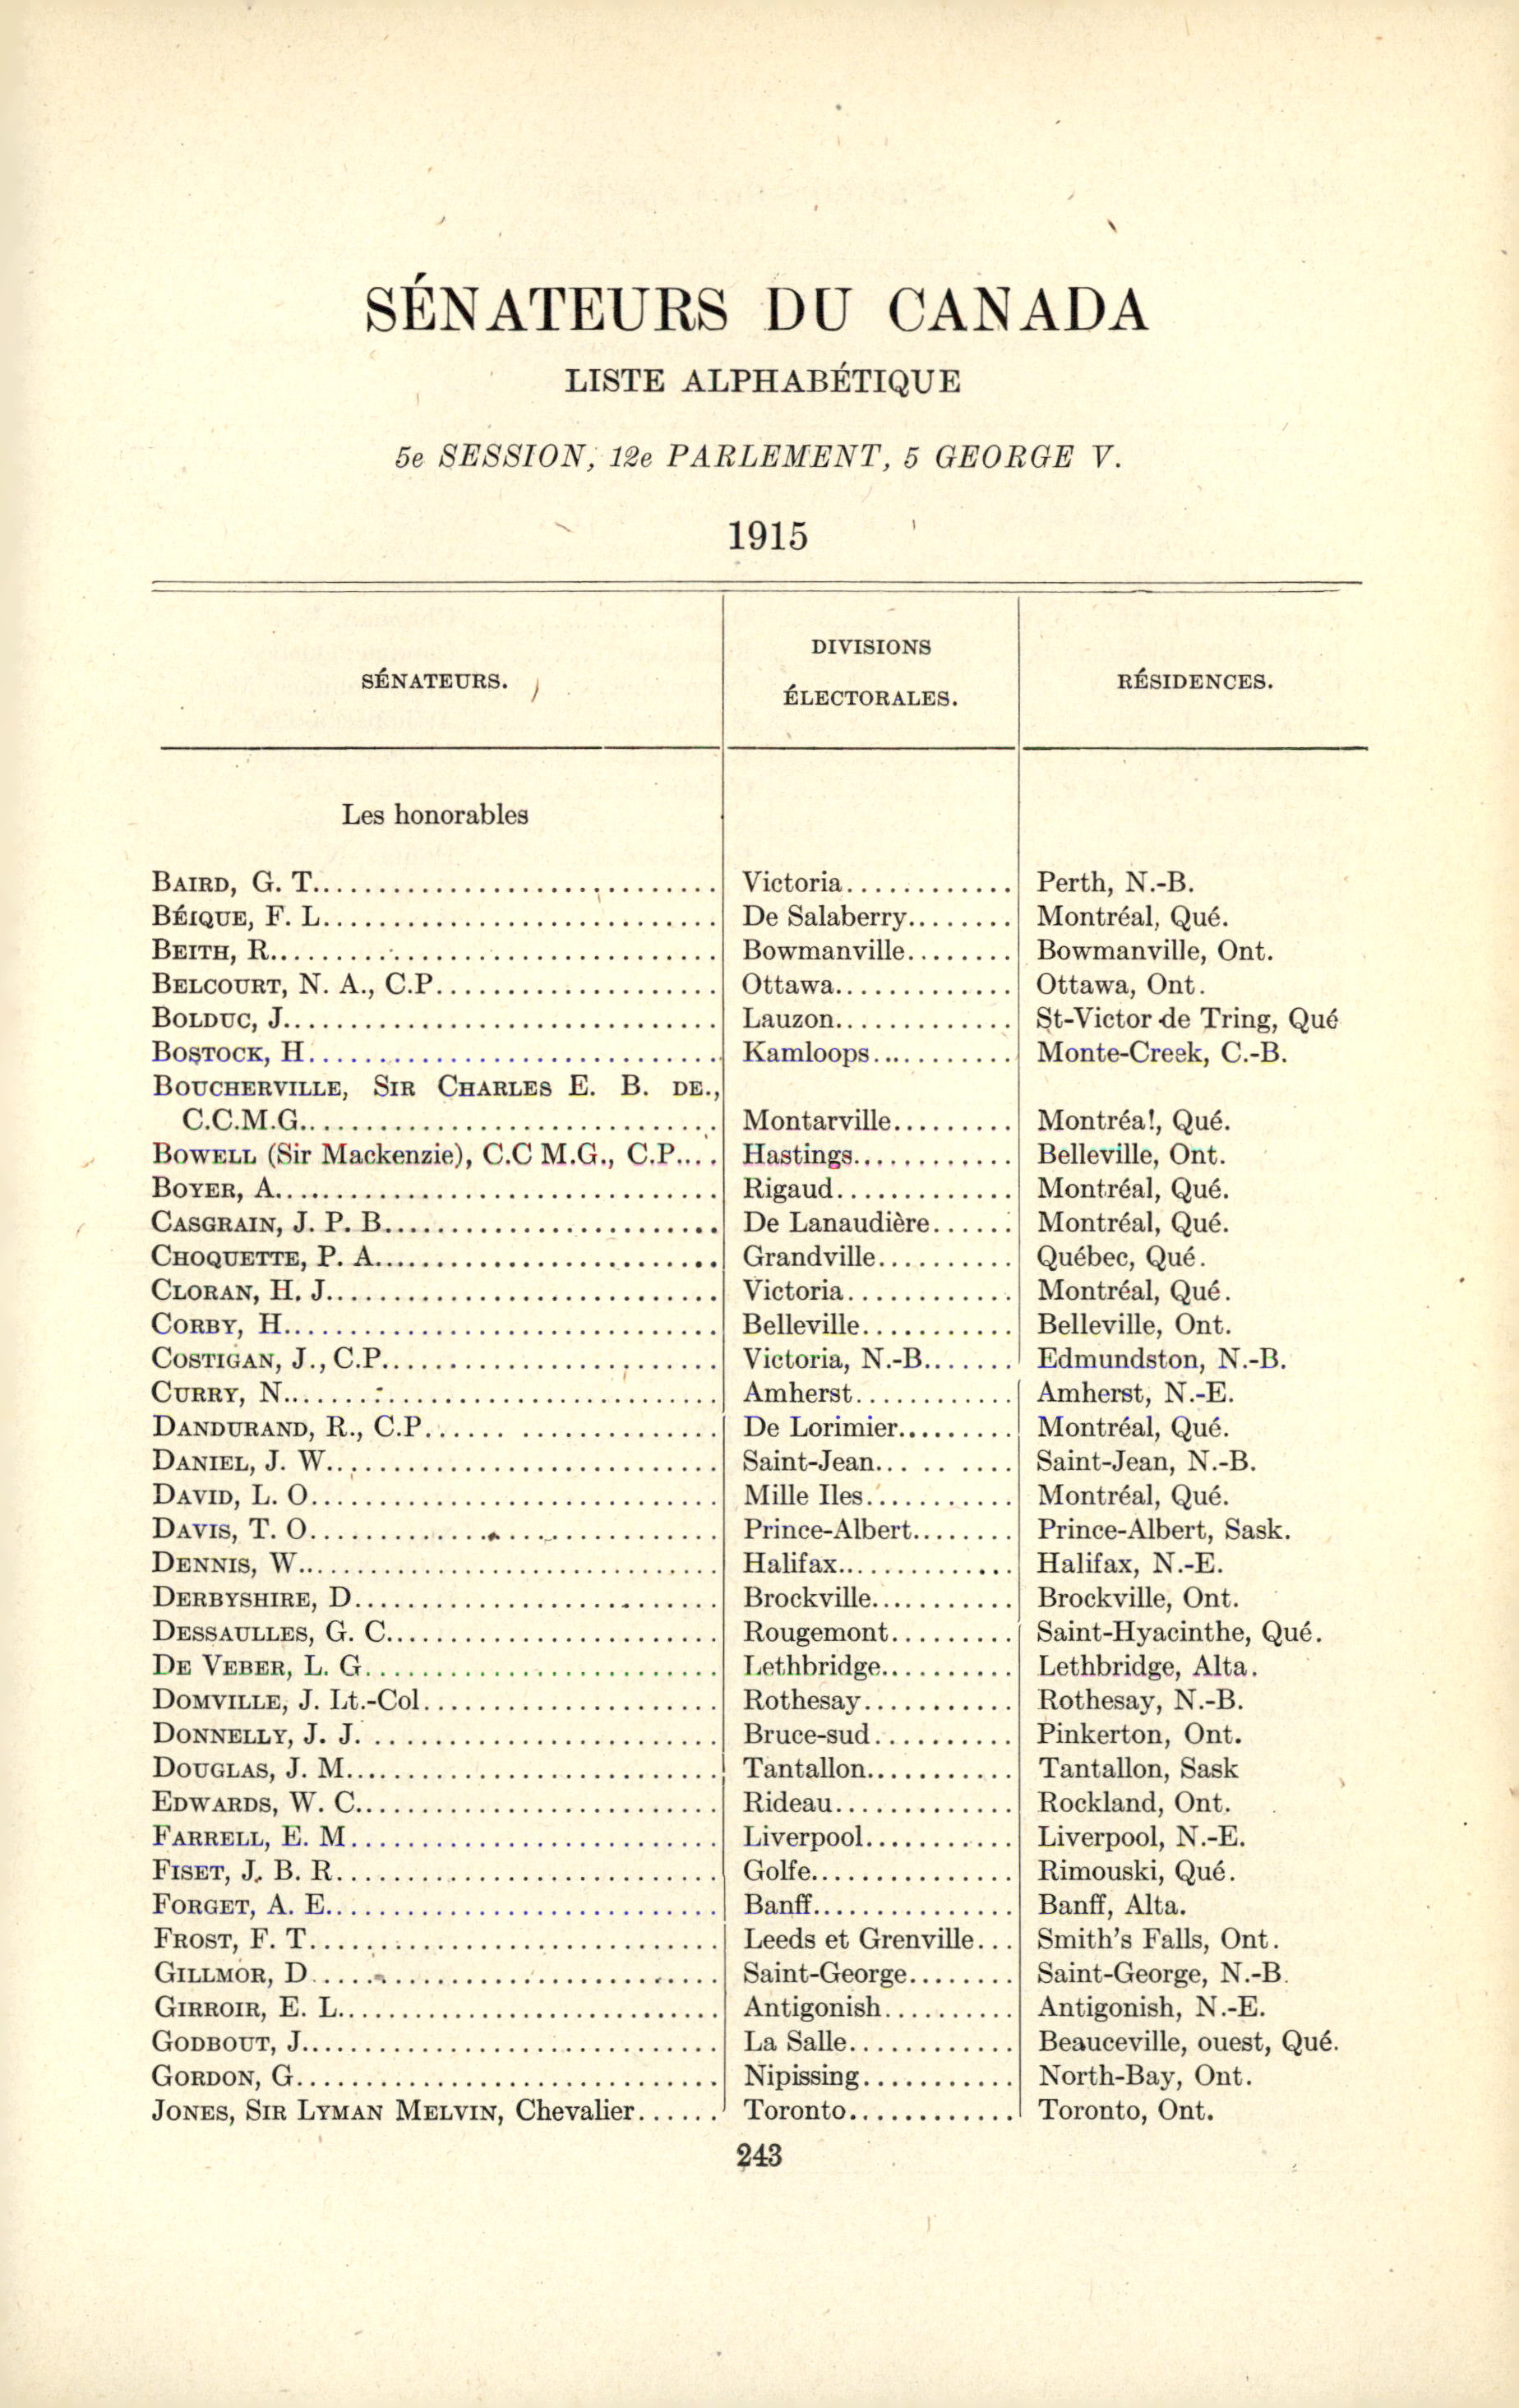 SÉNATEURS DU CANADA
LISTE ALPHABÉTIQUE
5e SESSION, 12e PARLEMENT, 5 GEORGE V.
1915
SÉNATEURS. DIVISIONS ÉLECTORALES. RÉSIDENCES.
Les honorables
BAIRD, G. T. Victoria Perth, N.-B.
BÉIQUE, F. L. De Salaberry Montréal, Qué.
BEITH, R. Bowmanville Bowmanville, Ont.
BELCOURT, N. A., C.P. Ottawa Ottawa, Ont.
BOLDUC, J. Lauzon St-Victor de Tring, Qué
BOSTOCK, H. Kamloops Monte-Creek, C.-B.
BOUCHERVILLE, SIR CHARLES E. B. DE.,
C.C.M.G. Montarville Montréal, Qué.
BOWELL (Sir Mackenzie), C.C M.G., C.P. Hastings Belleville, Ont.
BOYER, A. Rigaud Montréal, Qué.
CASGRAIN, J. P. B. De Lanaudière Montréal, Qué.
CHOQUETTE, P. A. Grandville Québec, Qué.
CLORAN, H. J. Victoria Montréal, Qué.
CORBY, H. Belleville Belleville, Ont.
COSTIGAN, J., C.P. Victoria, N.-B. Edmundston, N.-B.
CURRY, N. Amherst Amherst, N.-E.
DANDURAND, R., C.P. De Lorimier Montréal, Qué.
DANIEL, J. W. Saint-Jean Saint-Jean, N.-B.
DAVID, L. O. Mille Iles Montréal, Qué.
DAVIS, T. O. Prince-Albert Prince-Albert, Sask.
DENNIS, W. Halifax Halifax, N.-E.
DERBYSHIRE, D. Brockville Brockville, Ont.
DESSAULLES, G. C. Rougemont Saint-Hyacinthe, Qué.
DE VEBER, L. G. Lethbridge Lethbridge, Alta.
DOMVILLE, J. Lt.-Col. Rothesay Rothesay, N.-B.
DONNELLY, J. J. Bruce-sud Pinkerton, Ont.
DOUGLAS, J. M. Tantallon Tantallon, Sask
EDWARDS, W. C. Rideau Rockland, Ont.
FARRELL, E. M. Liverpool Liverpool, N.-E.
FISET, J. B. R. Golfe Rimouski, Qué.
FORGET, A. E. Banff Banff, Alta.
FROST, F. T. Leeds et Grenville Smith's Falls, Ont.
GILLMOR, D. Saint-George Saint-George, N.-B.
GIRROIR, E. L. Antigonish Antigonish, N.-E.
GODBOUT, J. La Salle Beauceville, ouest, Qué.
GORDON, G. Nipissing North-Bay, Ont.
JONES, SIR LYMAN MELVIN, Chevalier Toronto Toronto, Ont.
243